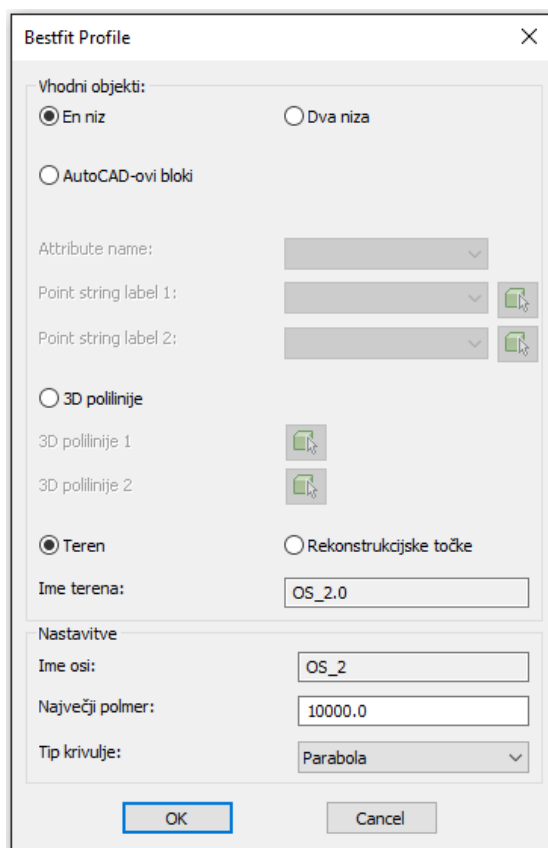 Bestfit Profile
Vhodni objekti:
En niz
Dva niza
AutoCAD-ovi bloki
Attribute name:
Point string label 1:
Point string label 2:
3D polilinije
3D polilinije 1
3D polilinije 2
Teren
Rekonstrukcijske točke
Ime terena:
OS_2.0
Nastavitve
Ime osi:
OS_2
Največji polmer:
10000.0
Tip krivulje:
Parabola
OK
Cancel